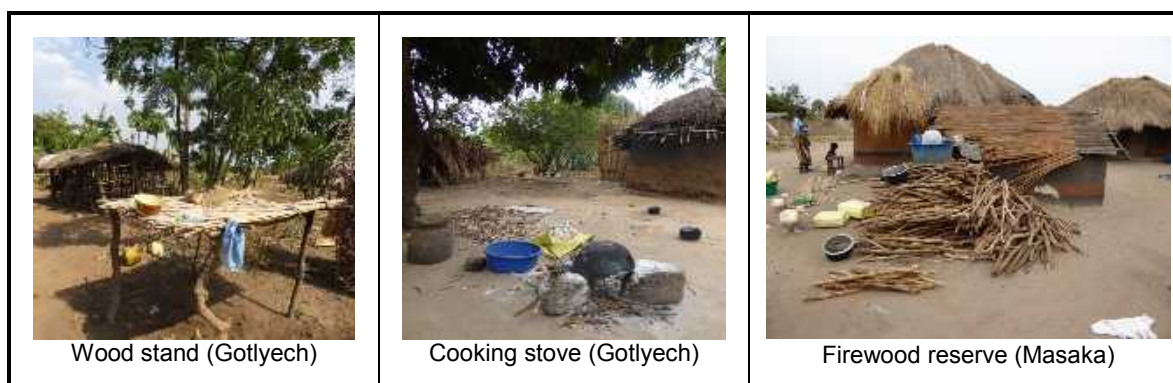 Wood stand (Gotlyech)
Cooking stove (Gotlyech)
Firewood reserve (Masaka)